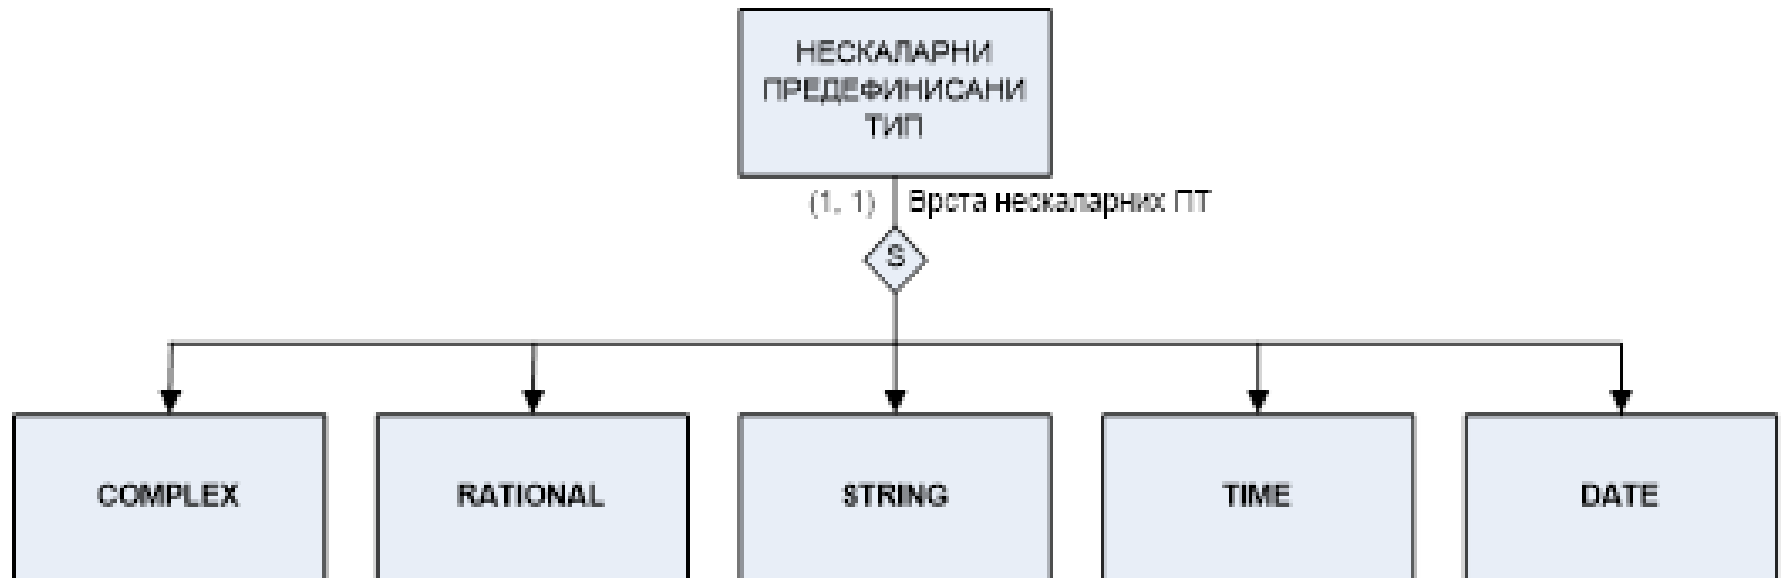 НЕСКАЛАРНИ
ПРЕДЕФИНИСАНИ
ТИП
(1, 1) Врста нескаларних ПТ
S
COMPLEX RATIONAL STRING TIME DATE